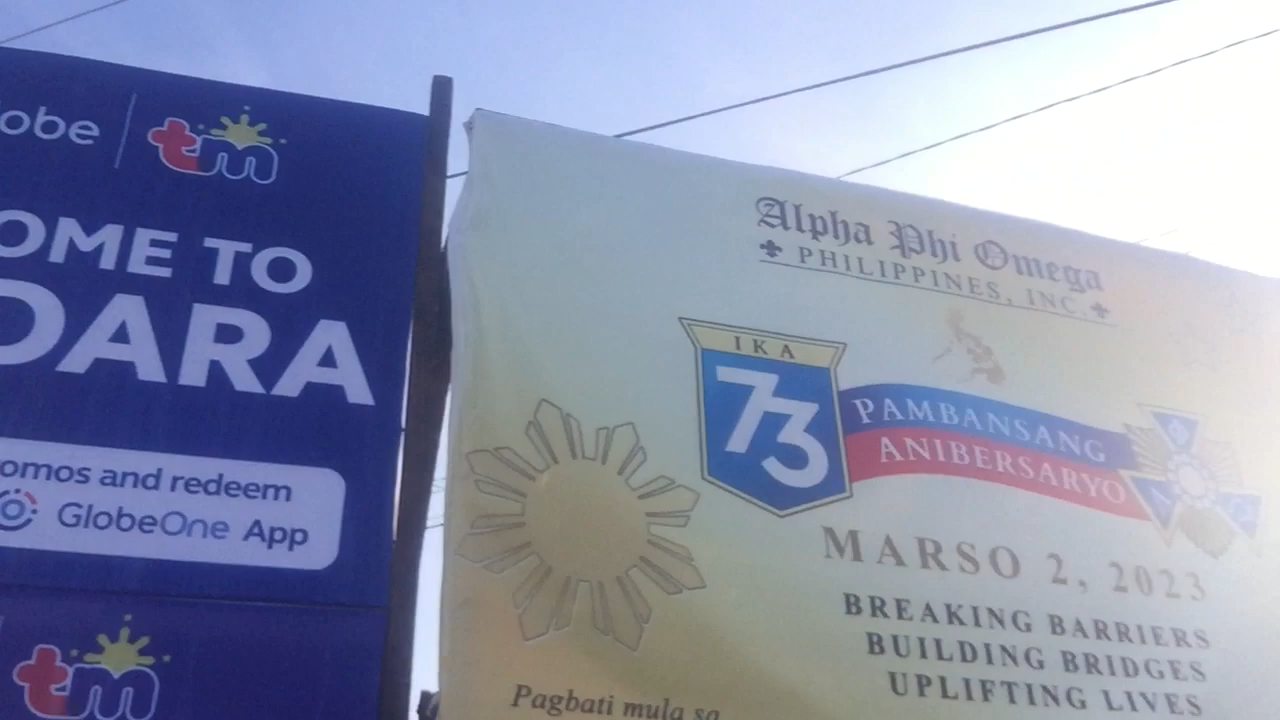 obe
tm
OME TO
DARA
omos and redeem
GlobeOne App
tm
Alpha Phi Omega
PHILIPPINES, INC.
IKA
73
PAMBANSANG
ANIBERSARYO
MARSO 2, 2023
BREAKING BARRIERS
BUILDING BRIDGES
UPLIFTING LIVES
Pagbati mula sa